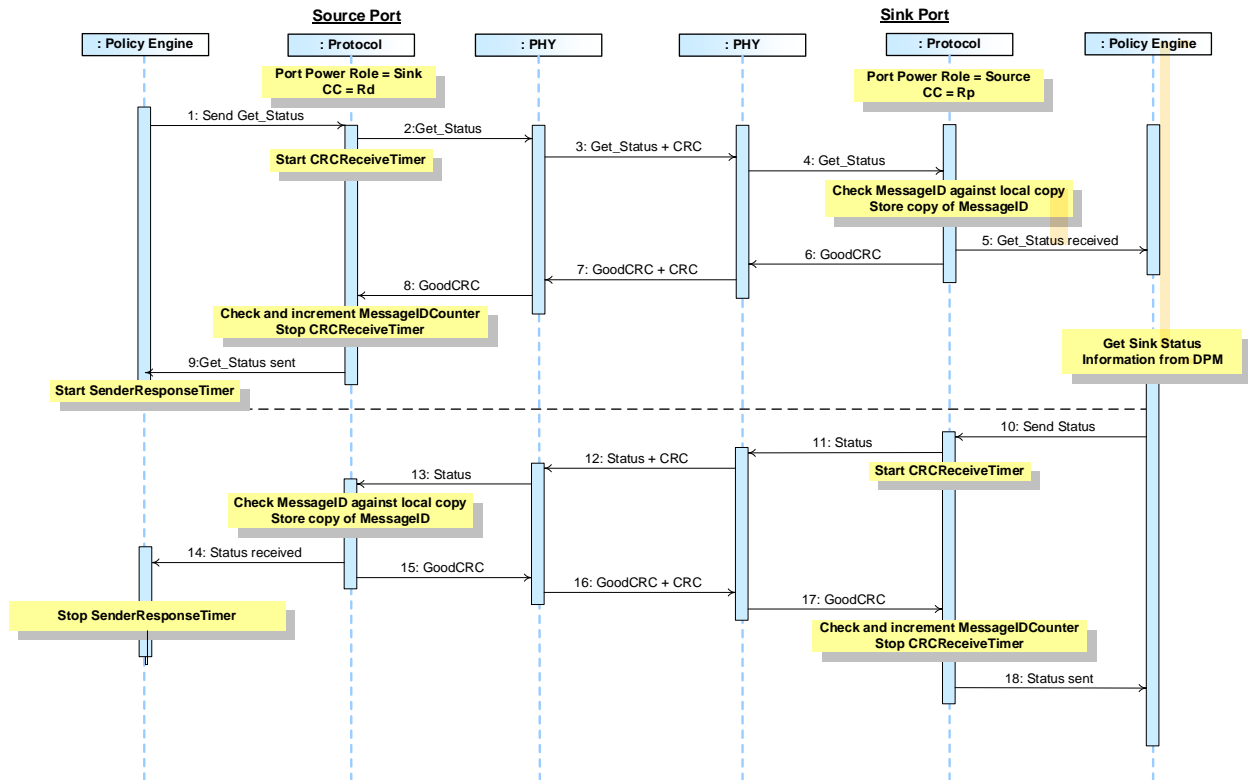 Source Port
Sink Port
: Policy Engine
: Protocol
: PHY
: PHY
: Protocol
: Policy Engine
Port Power Role = Sink
CC = Rd
Port Power Role = Source
CC = Rp
1: Send Get_Status
2:Get_Status
Start CRCReceiveTimer
3: Get_Status + CRC
4: Get_Status
Check MessageID against local copy
Store copy of MessageID
5: Get_Status received
6: GoodCRC
7: GoodCRC + CRC
8: GoodCRC
Check and increment MessageIDCounter
Stop CRCReceiveTimer
9:Get_Status sent
Start SenderResponseTimer
Get Sink Status
Information from DPM
10: Send Status
11: Status
Start CRCReceiveTimer
12: Status + CRC
13: Status
Check MessageID against local copy
Store copy of MessageID
14: Status received
15: GoodCRC
16: GoodCRC + CRC
17: GoodCRC
Stop SenderResponseTimer
Check and increment MessageIDCounter
Stop CRCReceiveTimer
18: Status sent